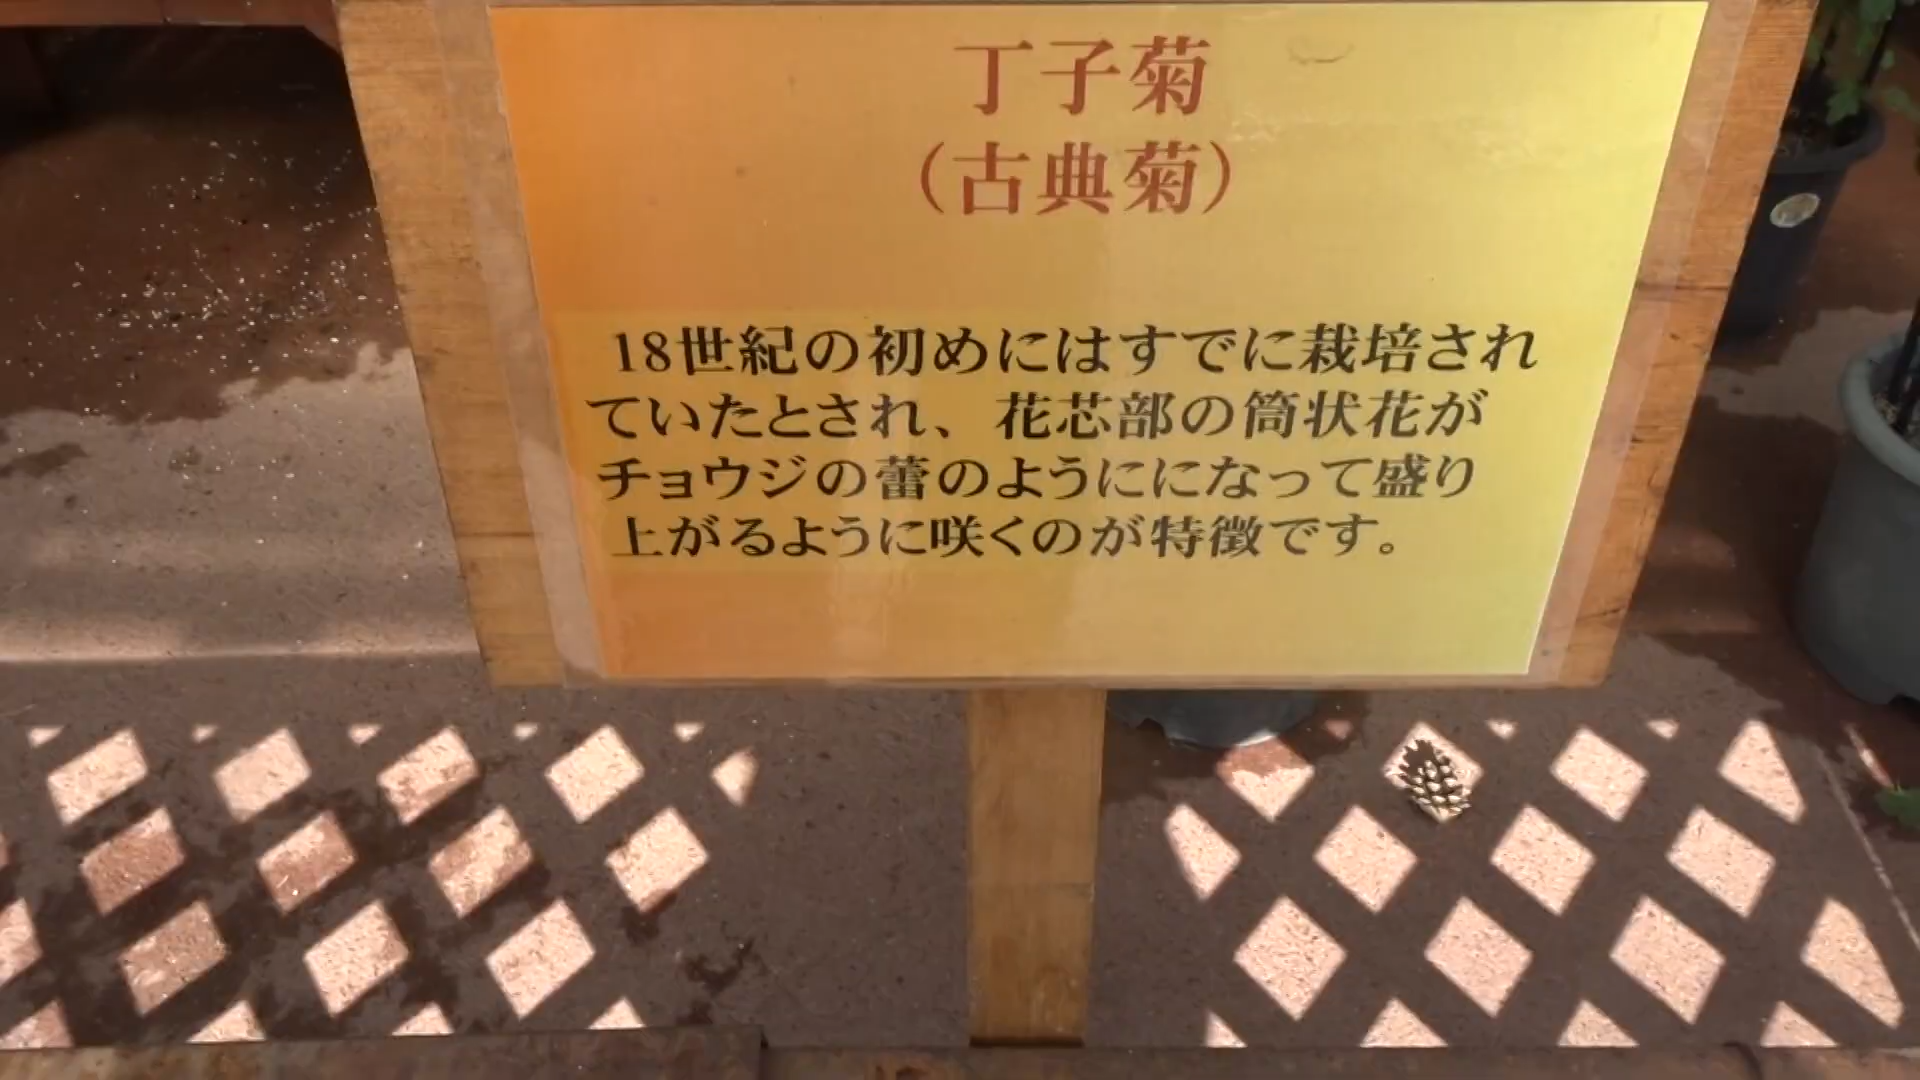 丁子菊
（古典菊）
18世紀の初めにはすでに栽培され
ていたとされ、花芯部の筒状花が
チョウジの蕾のようにになって盛り
上がるように咲くのが特徴です。